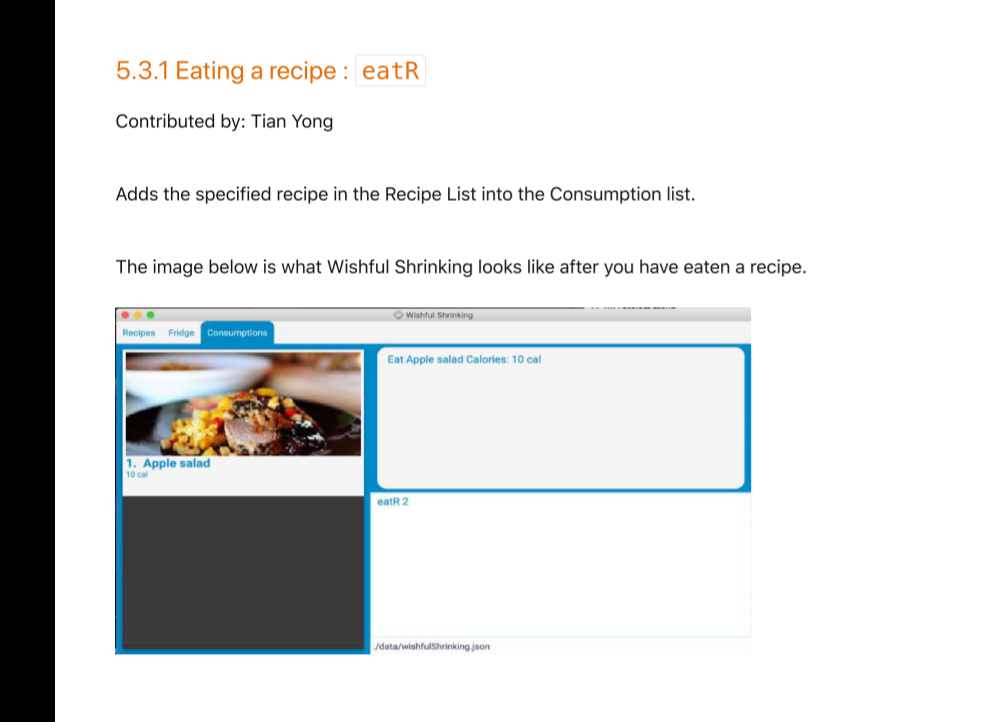 5.3.1 Eating a recipe : eatR
Contributed by: Tian Yong
Adds the specified recipe in the Recipe List into the Consumption list.
The image below is what Wishful Shrinking looks like after you have eaten a recipe.
Wishful Shrinking
Recipes Fridge Consumptions
Eat Apple salad Calories: 10 cal
1. Apple salad
10 cal
eatR 2
./data/wishfulShrinking.json